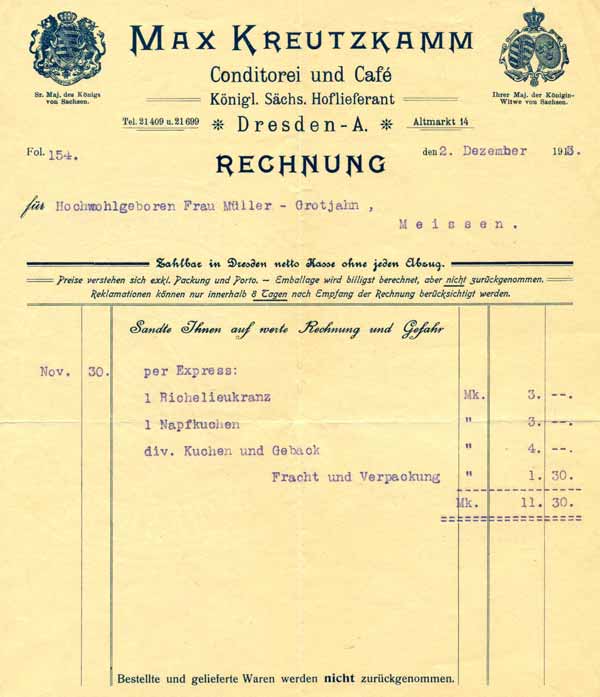 MAX KREUTZKAMM
Conditorei und Café
Königl. Sächs. Hoflieferant
Sr. Maj. des Königs
von Sachsen.
Ihrer Maj. der Königin-
Witwe von Sachsen.
Tel. 21 409 u. 21 699 * Dresden-A. * Altmarkt 14
Fol. 154.
RECHNUNG
den 2. Dezember 1913.
für Hochwohlgeboren Frau Müller - Grotjahn ,
Meissen.
Zahlbar in Dresden netto Kasse ohne jeden Abzug.
Preise verstehen sich exkl. Packung und Porto. — Emballage wird billigst berechnet, aber nicht zurückgenommen.
Reklamationen können nur innerhalb 8 Tagen nach Empfang der Rechnung berücksichtigt werden.
Sandte Ihnen auf werte Rechnung und Gefahr
Nov. 30. per Express:
1 Richelieukranz Mk. 3. --.
1 Napfkuchen " 3. --.
div. Kuchen und Geback " 4. --.
Fracht und Verpackung " 1. 30.
Mk. 11. 30.
Bestellte und gelieferte Waren werden nicht zurückgenommen.